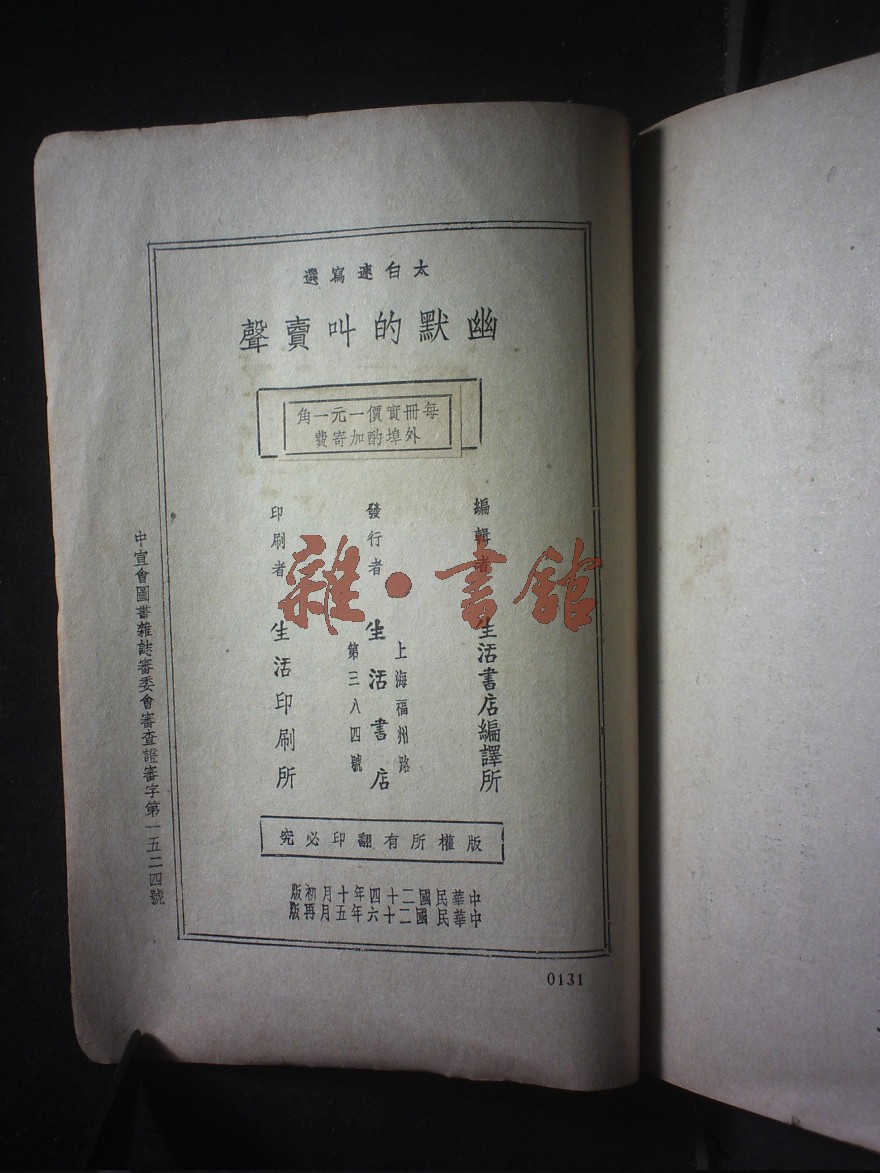 太白速寫選
幽默的叫賣聲
每冊實價一元一角
外埠酌加寄費
編輯者 生活書店編譯所
發行者 生活書店
上海福州路
第三八四號
印刷者 生活印刷所
版權所有翻印必究
中華民國二十四年十月初版
中華民國二十六年五月再版
中宣會圖書雜誌審委會審查證審字第一五二四號
0131
雜·書館